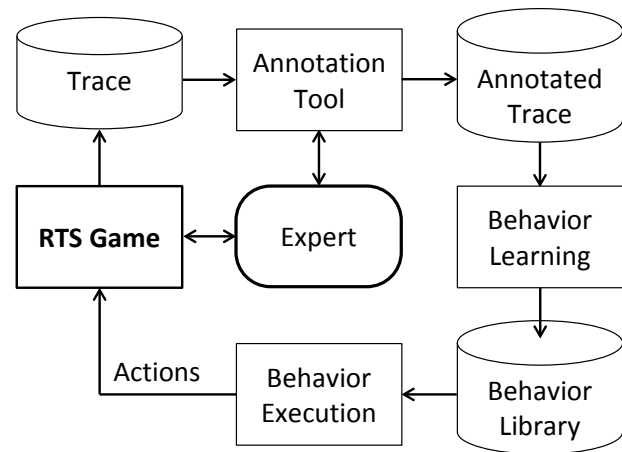 Trace
Annotation
Tool
Annotated
Trace
RTS Game
Expert
Behavior
Learning
Actions
Behavior
Execution
Behavior
Library